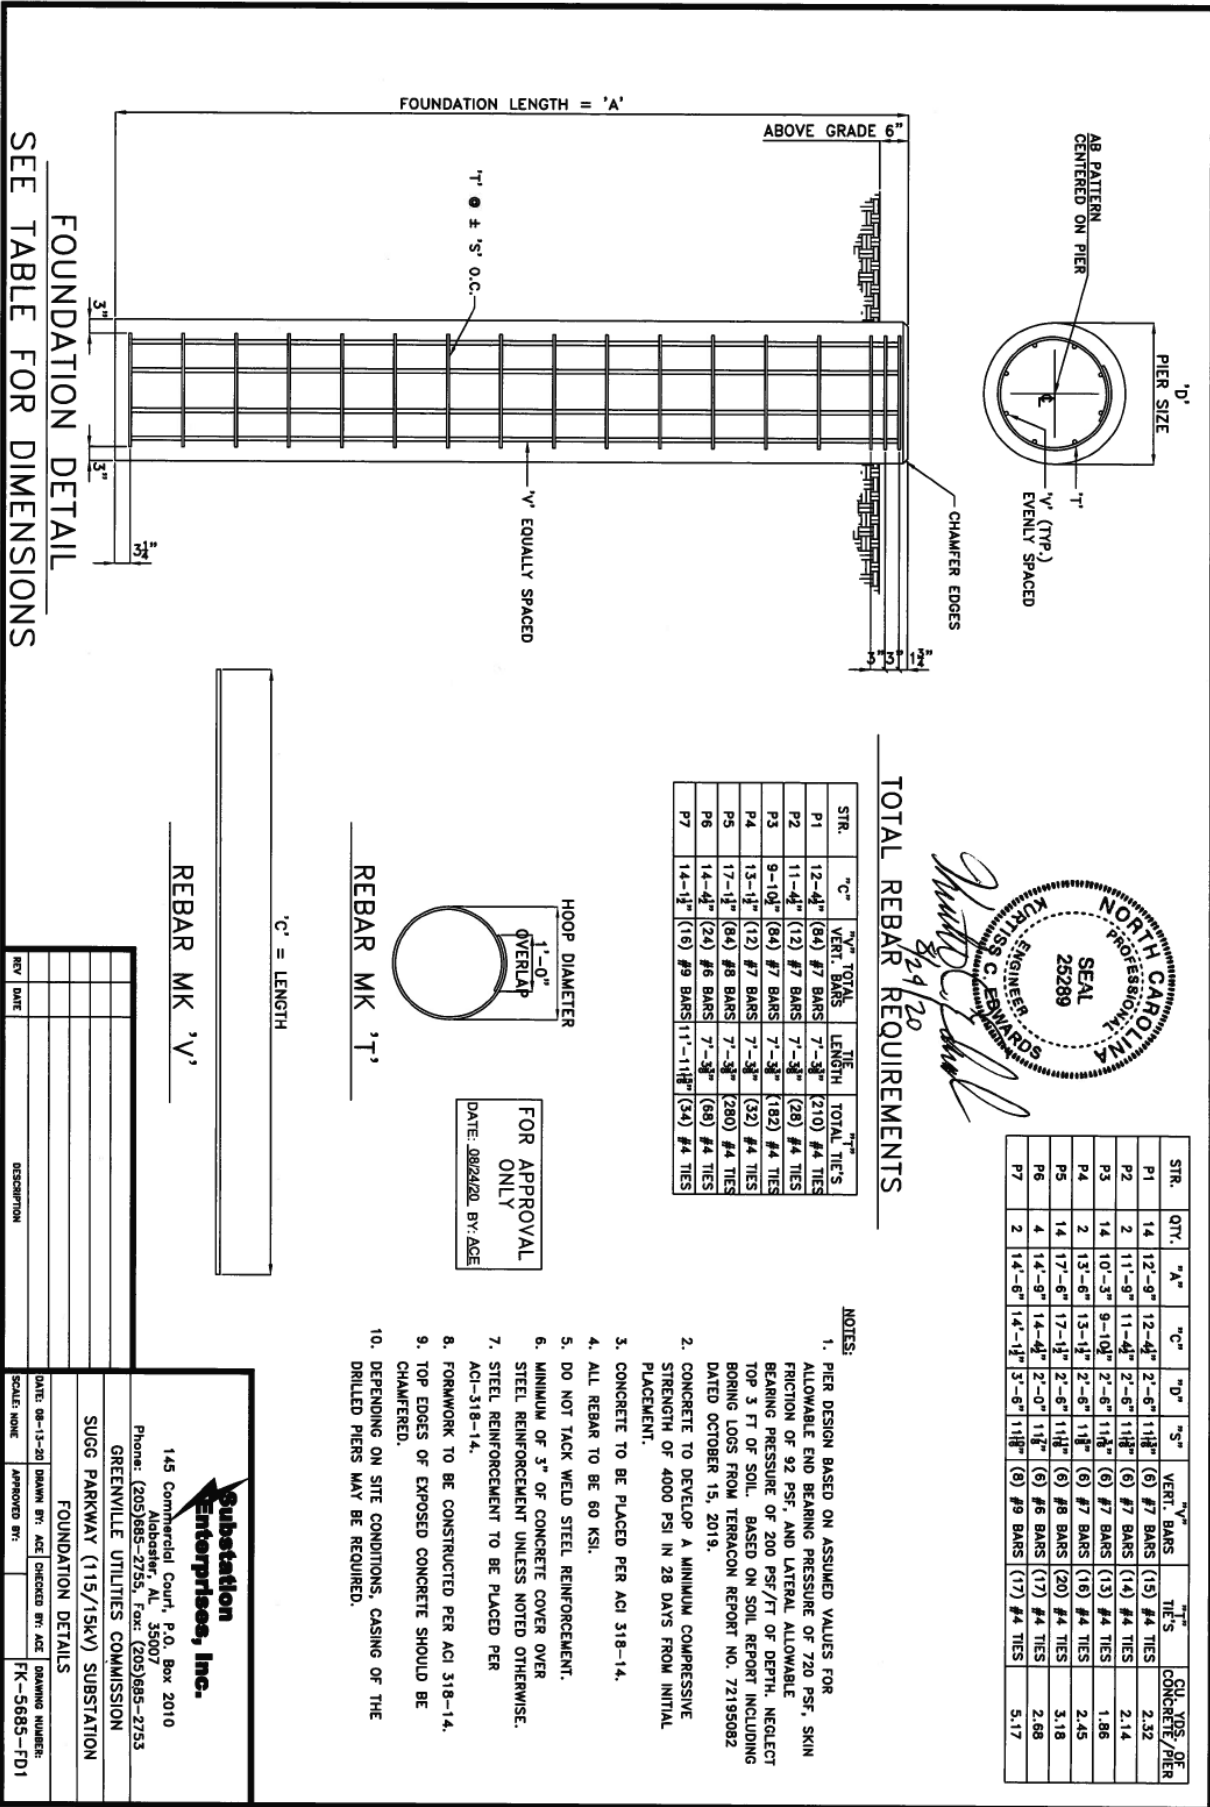 'D'
PIER SIZE
AB PATTERN
CENTERED ON PIER
℄
'T'
'V' (TYP.)
EVENLY SPACED
CHAMFER EDGES
ABOVE GRADE 6"
FOUNDATION LENGTH = 'A'
1¾"
3"
3"
'T' @ ± 'S' O.C.
'V' EQUALLY SPACED
3"
3"
3¼"
FOUNDATION DETAIL
SEE TABLE FOR DIMENSIONS
NORTH CAROLINA
PROFESSIONAL
SEAL
25289
ENGINEER
KURTISS C. EDWARDS
8/24/20
TOTAL REBAR REQUIREMENTS
STR. "C" "V" TOTAL VERT. BARS TIE LENGTH "T" TOTAL TIE'S
P1 12-4½" (84) #7 BARS 7'-3⅜" (210) #4 TIES
P2 11-4½" (12) #7 BARS 7'-3⅜" (28) #4 TIES
P3 9-10½" (84) #7 BARS 7'-3⅜" (182) #4 TIES
P4 13-1½" (12) #7 BARS 7'-3⅜" (32) #4 TIES
P5 17-1½" (84) #8 BARS 7'-3⅜" (280) #4 TIES
P6 14-4½" (24) #6 BARS 7'-3⅜" (68) #4 TIES
P7 14-1½" (16) #9 BARS (34) #4 TIES
HOOP DIAMETER
1'-0"
OVERLAP
REBAR MK 'T'
'C' = LENGTH
REBAR MK 'V'
FOR APPROVAL
ONLY
DATE: 08/24/20 BY: ACE
STR. QTY. "A" "C" "D" "S" "V" VERT. BARS "T" TIE'S CU. YDS. OF CONCRETE/PIER
P1 14 12'-9" 12-4½" 2'-6" (6) #7 BARS (15) #4 TIES 2.32
P2 2 11'-9" 11-4½" 2'-6" (6) #7 BARS (14) #4 TIES 2.14
P3 14 10'-3" 9-10½" 2'-6" (6) #7 BARS (13) #4 TIES 1.86
P4 2 13'-6" 13-1½" 2'-6" (6) #7 BARS (16) #4 TIES 2.45
P5 14 17'-6" 17-1½" 2'-6" (6) #8 BARS (20) #4 TIES 3.18
P6 4 14'-9" 14-4½" 2'-0" (6) #6 BARS (17) #4 TIES 2.68
P7 2 14'-6" 14'-1½" 3'-6" (8) #9 BARS (17) #4 TIES 5.17
NOTES:
1. PIER DESIGN BASED ON ASSUMED VALUES FOR
ALLOWABLE END BEARING PRESSURE OF 720 PSF, SKIN
FRICTION OF 92 PSF, AND LATERAL ALLOWABLE
BEARING PRESSURE OF 200 PSF/FT OF DEPTH. NEGLECT
TOP 3 FT OF SOIL. BASED ON SOIL REPORT INCLUDING
BORING LOGS FROM TERRACON REPORT NO. 72195082
DATED OCTOBER 15, 2019.
2. CONCRETE TO DEVELOP A MINIMUM COMPRESSIVE
STRENGTH OF 4000 PSI IN 28 DAYS FROM INITIAL
PLACEMENT.
3. CONCRETE TO BE PLACED PER ACI 318-14.
4. ALL REBAR TO BE 60 KSI.
5. DO NOT TACK WELD STEEL REINFORCEMENT.
6. MINIMUM OF 3" OF CONCRETE COVER OVER
STEEL REINFORCEMENT UNLESS NOTED OTHERWISE.
7. STEEL REINFORCEMENT TO BE PLACED PER
ACI-318-14.
8. FORMWORK TO BE CONSTRUCTED PER ACI 318-14.
9. TOP EDGES OF EXPOSED CONCRETE SHOULD BE
CHAMFERED.
10. DEPENDING ON SITE CONDITIONS, CASING OF THE
DRILLED PIERS MAY BE REQUIRED.
REV DATE DESCRIPTION
Substation
Enterprises, Inc.
145 Commercial Court, P.O. Box 2010
Alabaster, AL 35007
Phone: (205)685-2755, Fax: (205)685-2753
GREENVILLE UTILITIES COMMISSION
SUGG PARKWAY (115/15kV) SUBSTATION
FOUNDATION DETAILS
DATE: 08-13-2020 DRAWN BY: ACE CHECKED BY: ACE DRAWING NUMBER:
SCALE: NONE APPROVED BY: FK-5685-FD1